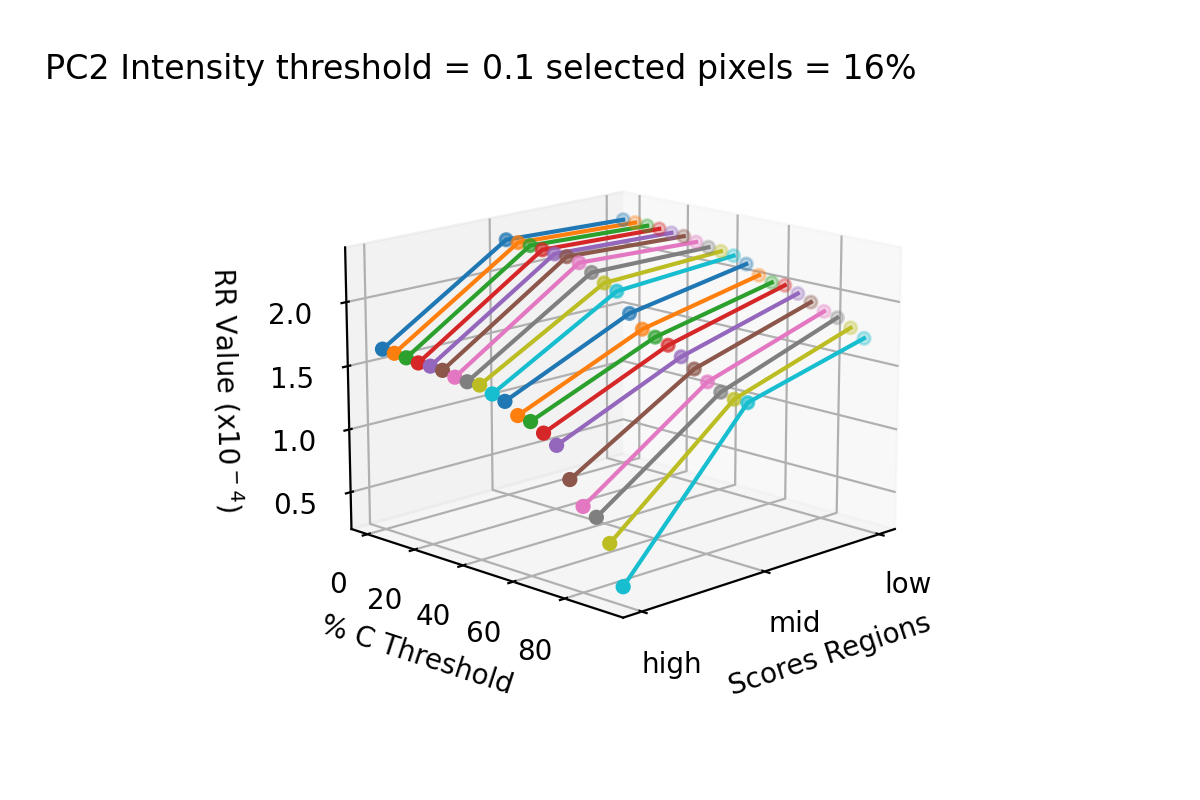 PC2 Intensity threshold = 0.1 selected pixels = 16%
RR Value (x10⁻⁴)
2.0
1.5
1.0
0.5
0
20
40
60
80
% C Threshold
high
mid
low
Scores Regions